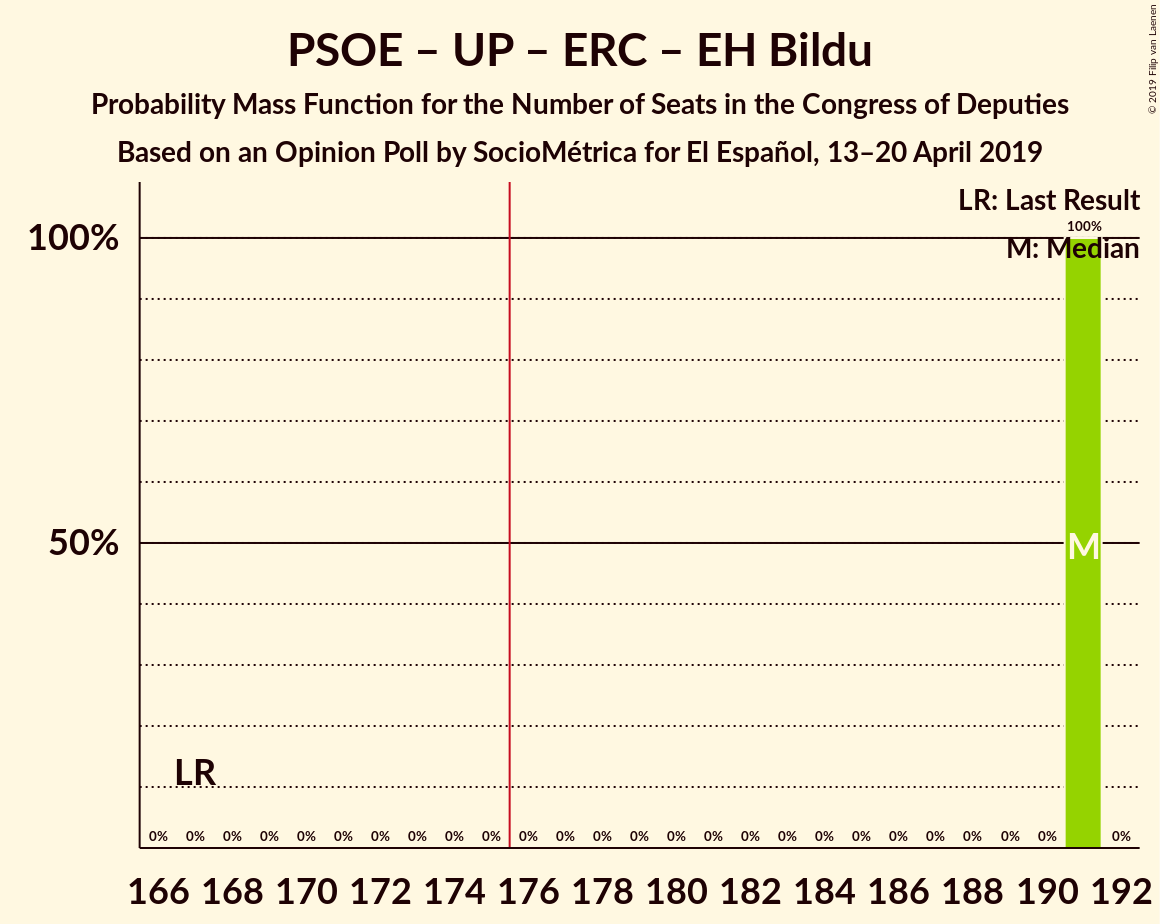 PSOE – UP – ERC – EH Bildu
Probability Mass Function for the Number of Seats in the Congress of Deputies
Based on an Opinion Poll by SocioMétrica for El Español, 13–20 April 2019
© 2019 Filip van Laenen
LR: Last Result
100%
M: Median
100%
50%
M
LR
0% 0% 0% 0% 0% 0% 0% 0% 0% 0% 0% 0% 0% 0% 0% 0% 0% 0% 0% 0% 0% 0% 0% 0% 0% 0%
166 168 170 172 174 176 178 180 182 184 186 188 190 192